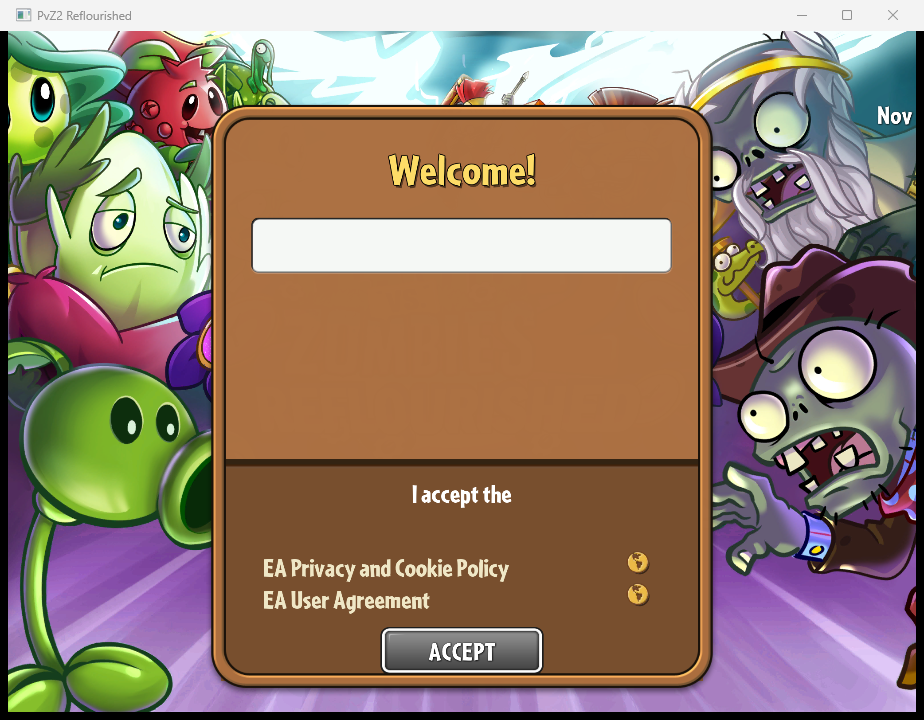 PvZ2 Reflourished
Nov
Welcome!
I accept the
EA Privacy and Cookie Policy
EA User Agreement
ACCEPT